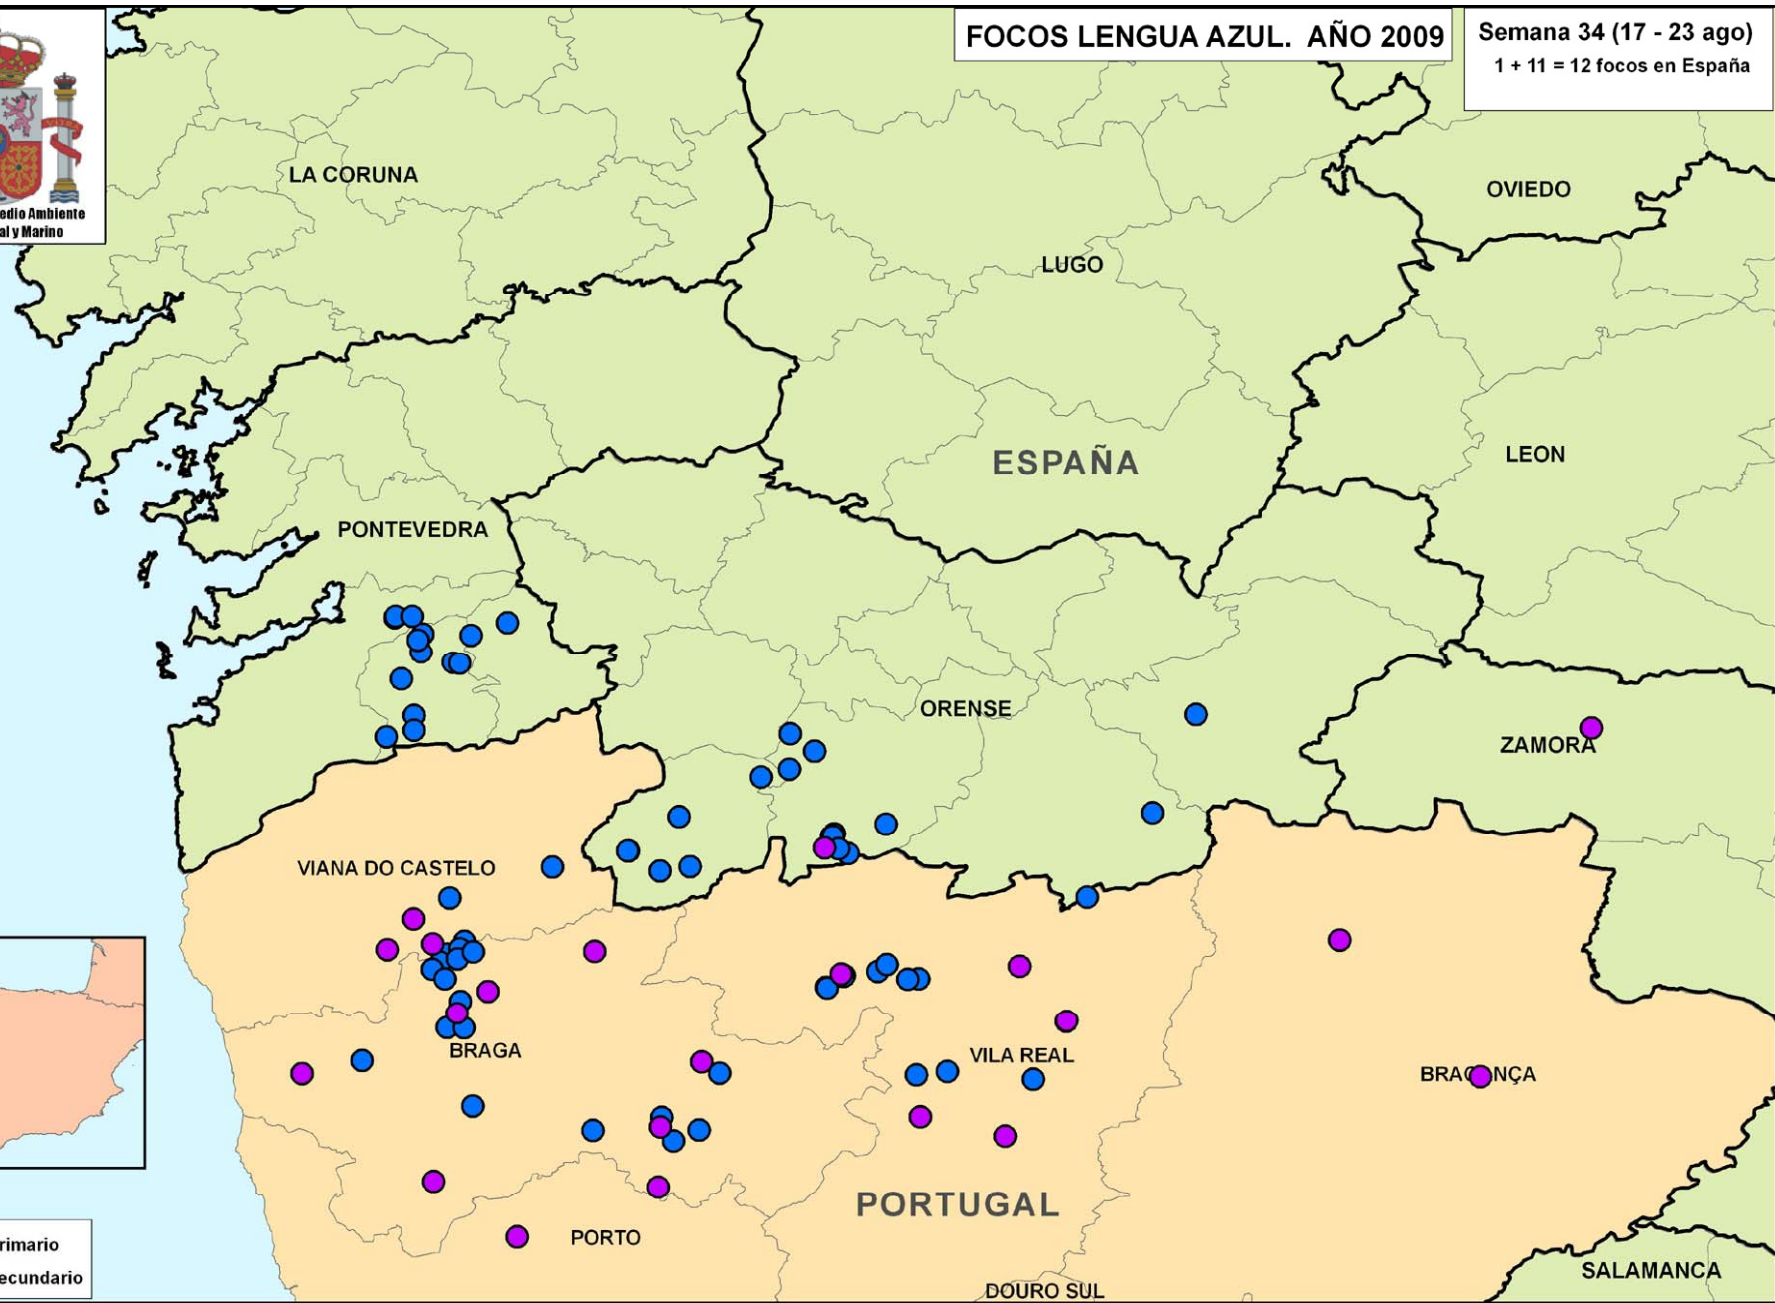 FOCOS LENGUA AZUL. AÑO 2009
Semana 34 (17 - 23 ago)
1 + 11 = 12 focos en España
edio Ambiente
al y Marino
LA CORUNA
OVIEDO
LUGO
LEON
ESPAÑA
PONTEVEDRA
ORENSE
ZAMORA
VIANA DO CASTELO
BRAGA
VILA REAL
BRAGANÇA
PORTUGAL
PORTO
rimario
ecundario
SALAMANCA
DOURO SUL